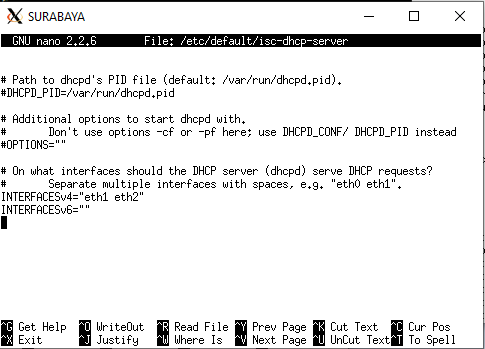 SURABAYA
GNU nano 2.2.6 File: /etc/default/isc-dhcp-server
# Path to dhcpd's PID file (default: /var/run/dhcpd.pid).
#DHCPD_PID=/var/run/dhcpd.pid
# Additional options to start dhcpd with.
# Don't use options -cf or -pf here; use DHCPD_CONF/ DHCPD_PID instead
#OPTIONS=""
# On what interfaces should the DHCP server (dhcpd) serve DHCP requests?
# Separate multiple interfaces with spaces, e.g. "eth0 eth1".
INTERFACESv4="eth1 eth2"
INTERFACESv6=""
^G Get Help ^O WriteOut ^R Read File ^Y Prev Page ^K Cut Text ^C Cur Pos
^X Exit ^J Justify ^W Where Is ^V Next Page ^U UnCut Text ^T To Spell